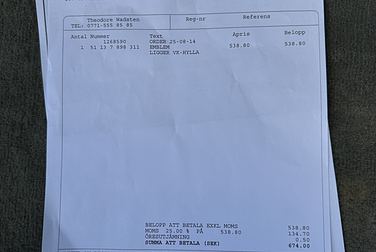 Theodore Wadsten Reg-nr Referens
TEL: 0771-555 85 85
Antal Nummer Text Apris Belopp
1268590 ORDER 25-08-14
1 51 13 7 898 311 EMBLEM 538.80 538.80
LIGGER VX-HYLLA
BELOPP ATT BETALA EXKL MOMS 538.80
MOMS 25.00 % PÅ 538.80 134.70
ÖRESUTJÄMNING 0.50
SUMMA ATT BETALA (SEK) 674.00